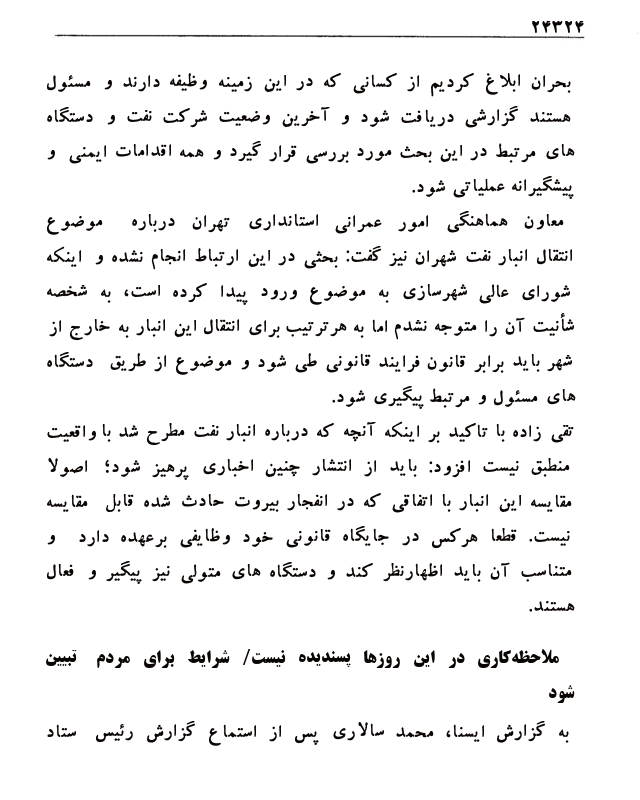 ۲۴۳۲۴
بحران ابلاغ کردیم از کسانی که در این زمینه وظیفه دارند و مسئول
هستند گزارشی دریافت شود و آخرین وضعیت شرکت نفت و دستگاه
های مرتبط در این بحث مورد بررسی قرار گیرد و همه اقدامات ایمنی و
پیشگیرانه عملیاتی شود.
معاون هماهنگی امور عمرانی استانداری تهران درباره موضوع
انتقال انبار نفت شهران نیز گفت: بحثی در این ارتباط انجام نشده و اینکه
شورای عالی شهرسازی به موضوع ورود پیدا کرده است، به شخصه
شأنیت آن را متوجه نشدم اما به هرترتیب برای انتقال این انبار به خارج از
شهر باید برابر قانون فرایند قانونی طی شود و موضوع از طریق دستگاه
های مسئول و مرتبط پیگیری شود.
تقی زاده با تاکید بر اینکه آنچه که درباره انبار نفت مطرح شد با واقعیت
منطبق نیست افزود: باید از انتشار چنین اخباری پرهیز شود؛ اصولا
مقایسه این انبار با اتفاقی که در انفجار بیروت حادث شده قابل مقایسه
نیست. قطعا هرکس در جایگاه قانونی خود وظایفی برعهده دارد و
متناسب آن باید اظهارنظر کند و دستگاه های متولی نیز پیگیر و فعال
هستند.
ملاحظه‌کاری در این روزها پسندیده نیست/ شرایط برای مردم تبیین
شود
به گزارش ایسنا، محمد سالاری پس از استماع گزارش رئیس ستاد